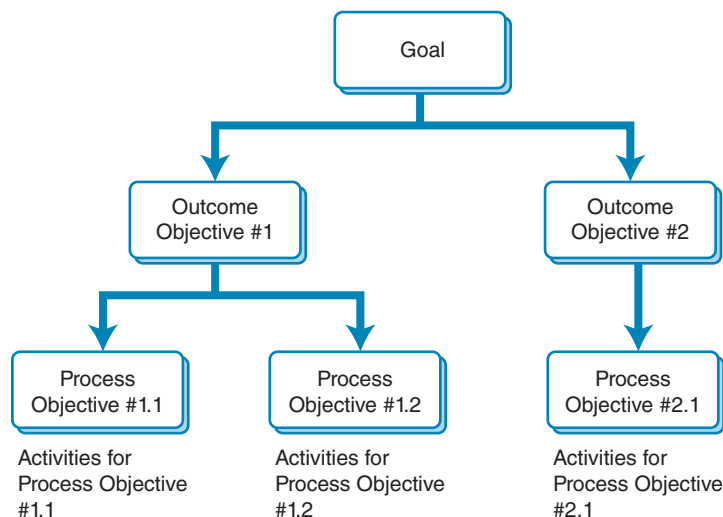 Goal
Outcome
Objective #1
Outcome
Objective #2
Process
Objective #1.1
Process
Objective #1.2
Process
Objective #2.1
Activities for
Process Objective
#1.1
Activities for
Process Objective
#1.2
Activities for
Process Objective
#2.1